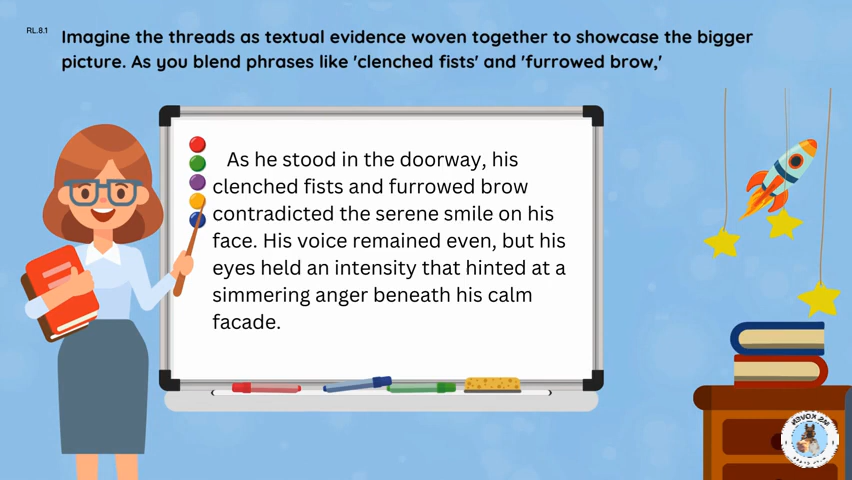 RL.8.1
Imagine the threads as textual evidence woven together to showcase the bigger
picture. As you blend phrases like 'clenched fists' and 'furrowed brow,'
As he stood in the doorway, his
clenched fists and furrowed brow
contradicted the serene smile on his
face. His voice remained even, but his
eyes held an intensity that hinted at a
simmering anger beneath his calm
facade.